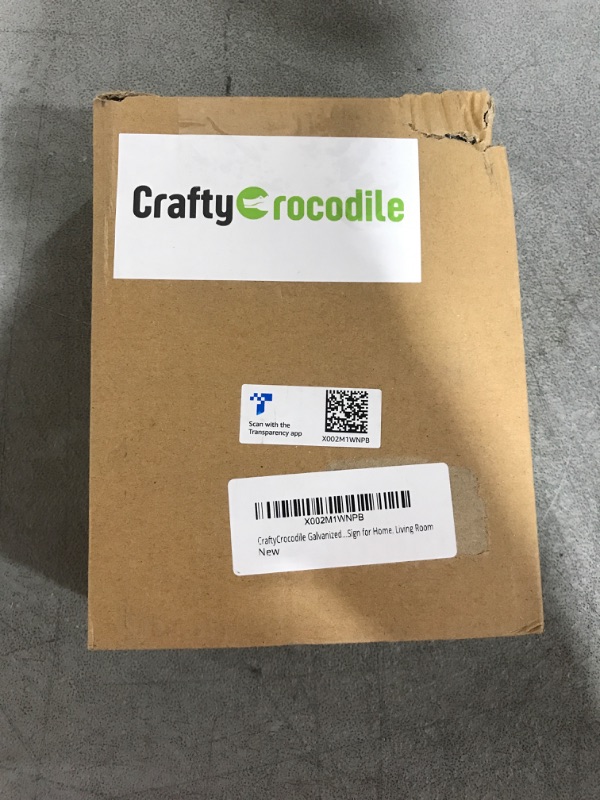 CraftyCrocodile
Scan with the
Transparency app
X002M1WNPB
X002M1WNPB
CraftyCrocodile Galvanized...Sign for Home, Living Room
New